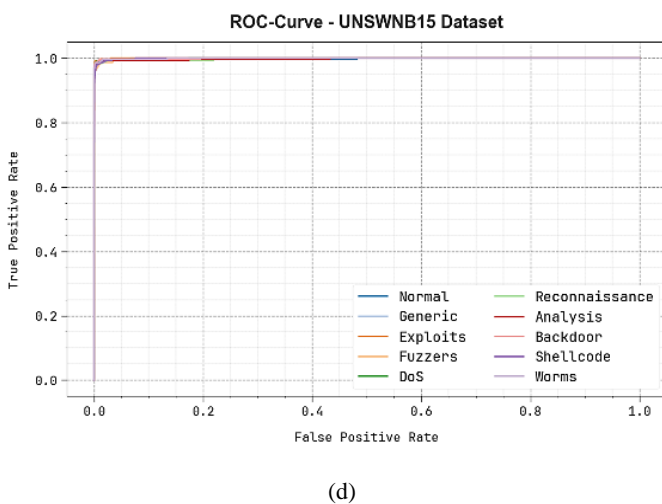 ROC-Curve - UNSWNB15 Dataset
1.0
0.8
0.6
0.4
0.2
0.0
True Positive Rate
Normal
Generic
Exploits
Fuzzers
DoS
Reconnaissance
Analysis
Backdoor
Shellcode
Worms
0.0 0.2 0.4 0.6 0.8 1.0
False Positive Rate
(d)